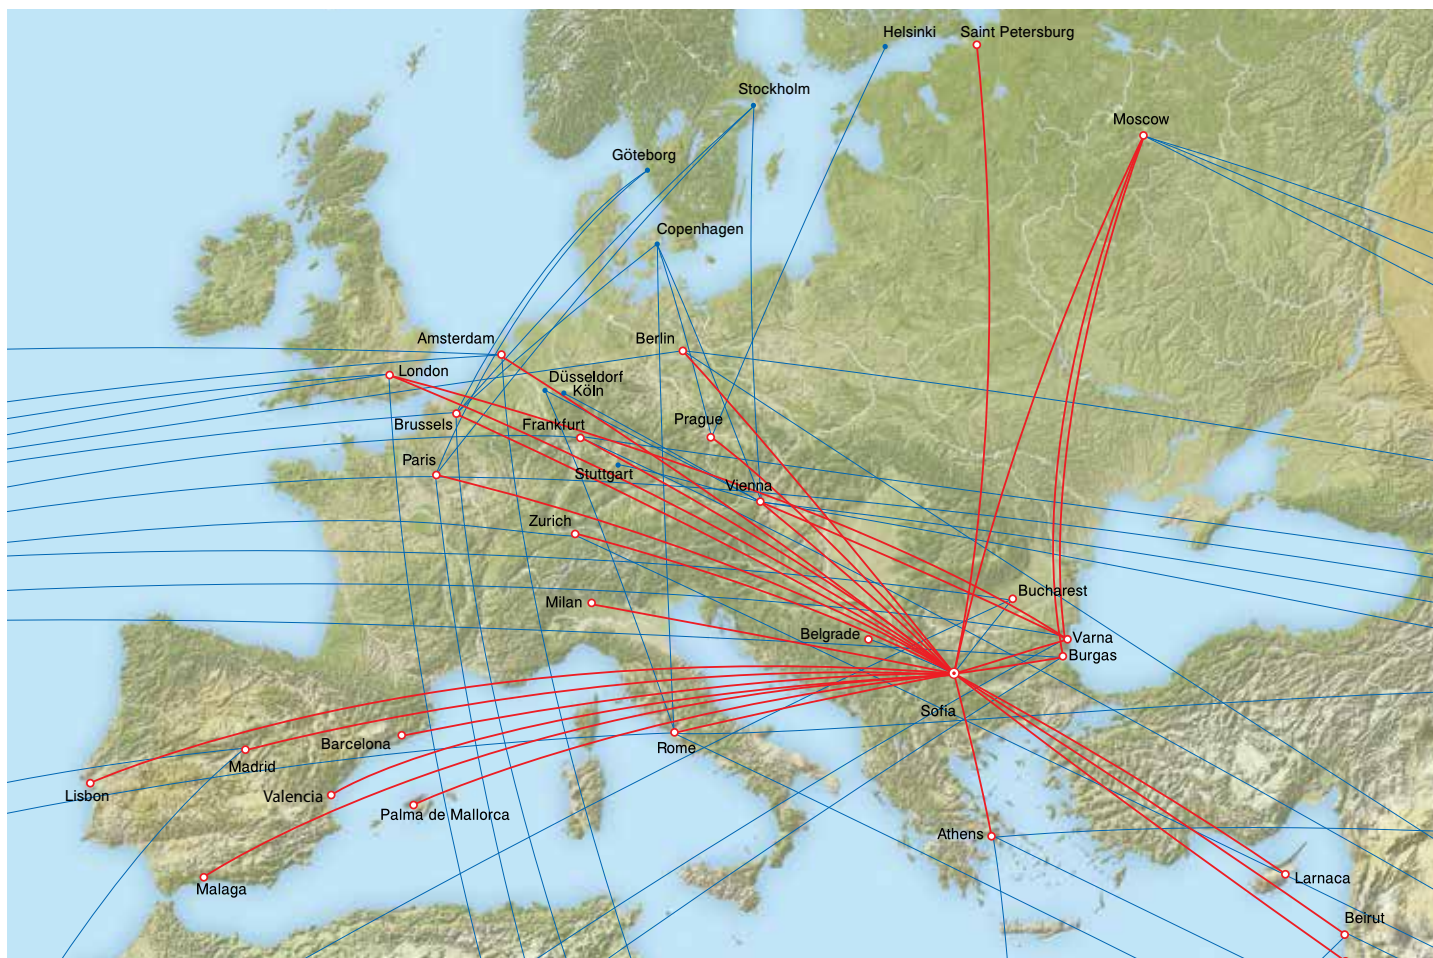 Helsinki
Saint Petersburg
Stockholm
Moscow
Göteborg
Copenhagen
Amsterdam
Berlin
London
Düsseldorf
Köln
Brussels
Frankfurt
Prague
Paris
Stuttgart
Vienna
Zurich
Milan
Bucharest
Belgrade
Varna
Burgas
Sofia
Barcelona
Rome
Madrid
Lisbon
Valencia
Palma de Mallorca
Athens
Malaga
Larnaca
Beirut